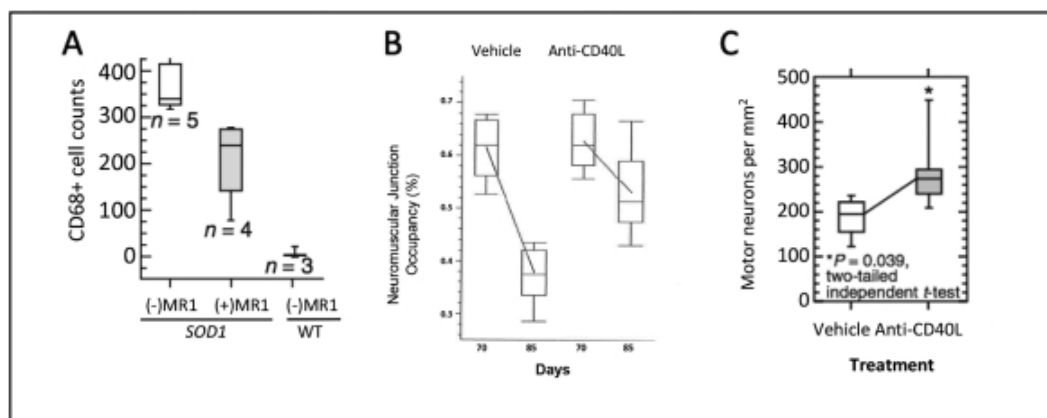 A
CD68+ cell counts
400
300
200
100
0
n = 5
n = 4
n = 3
(-)MR1 (+)MR1 (-)MR1
SOD1 WT
B
Vehicle Anti-CD40L
Neuromuscular Junction
Occupancy (%)
0.7
0.6
0.5
0.4
0.3
70 85 70 85
Days
C
Motor neurons per mm²
500
400
300
200
100
0
*
*P = 0.039,
two-tailed
independent t-test
Vehicle Anti-CD40L
Treatment